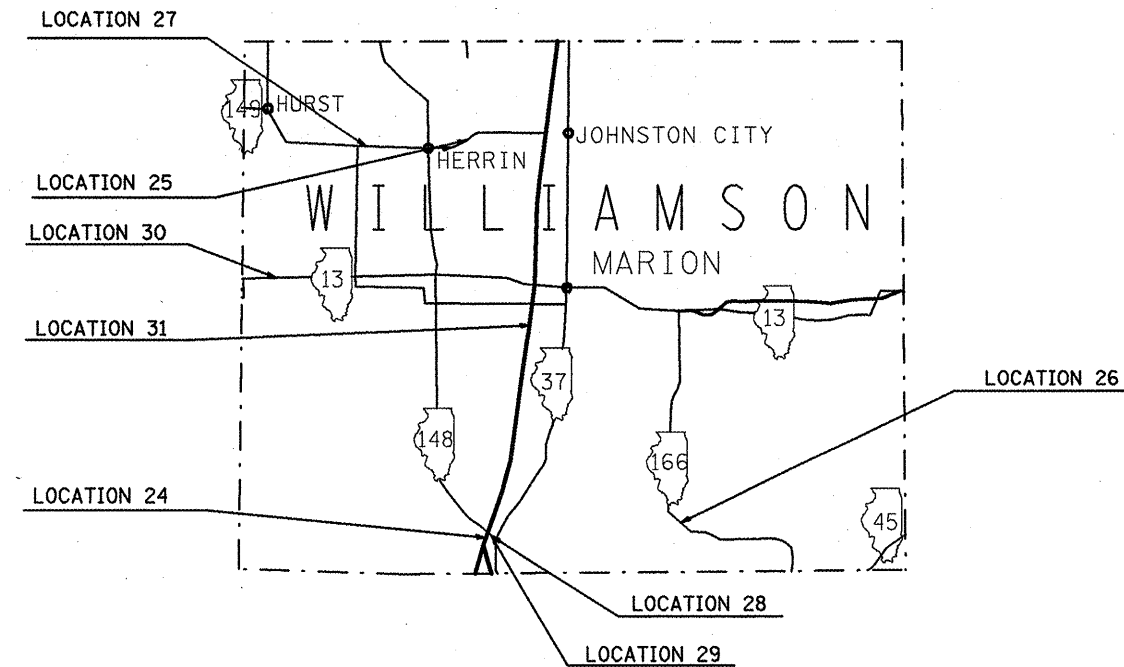 LOCATION 27
149
HURST
JOHNSTON CITY
HERRIN
LOCATION 25
WILLIAMSON
LOCATION 30
13
MARION
LOCATION 31
13
37
LOCATION 26
148
166
LOCATION 24
45
LOCATION 28
LOCATION 29